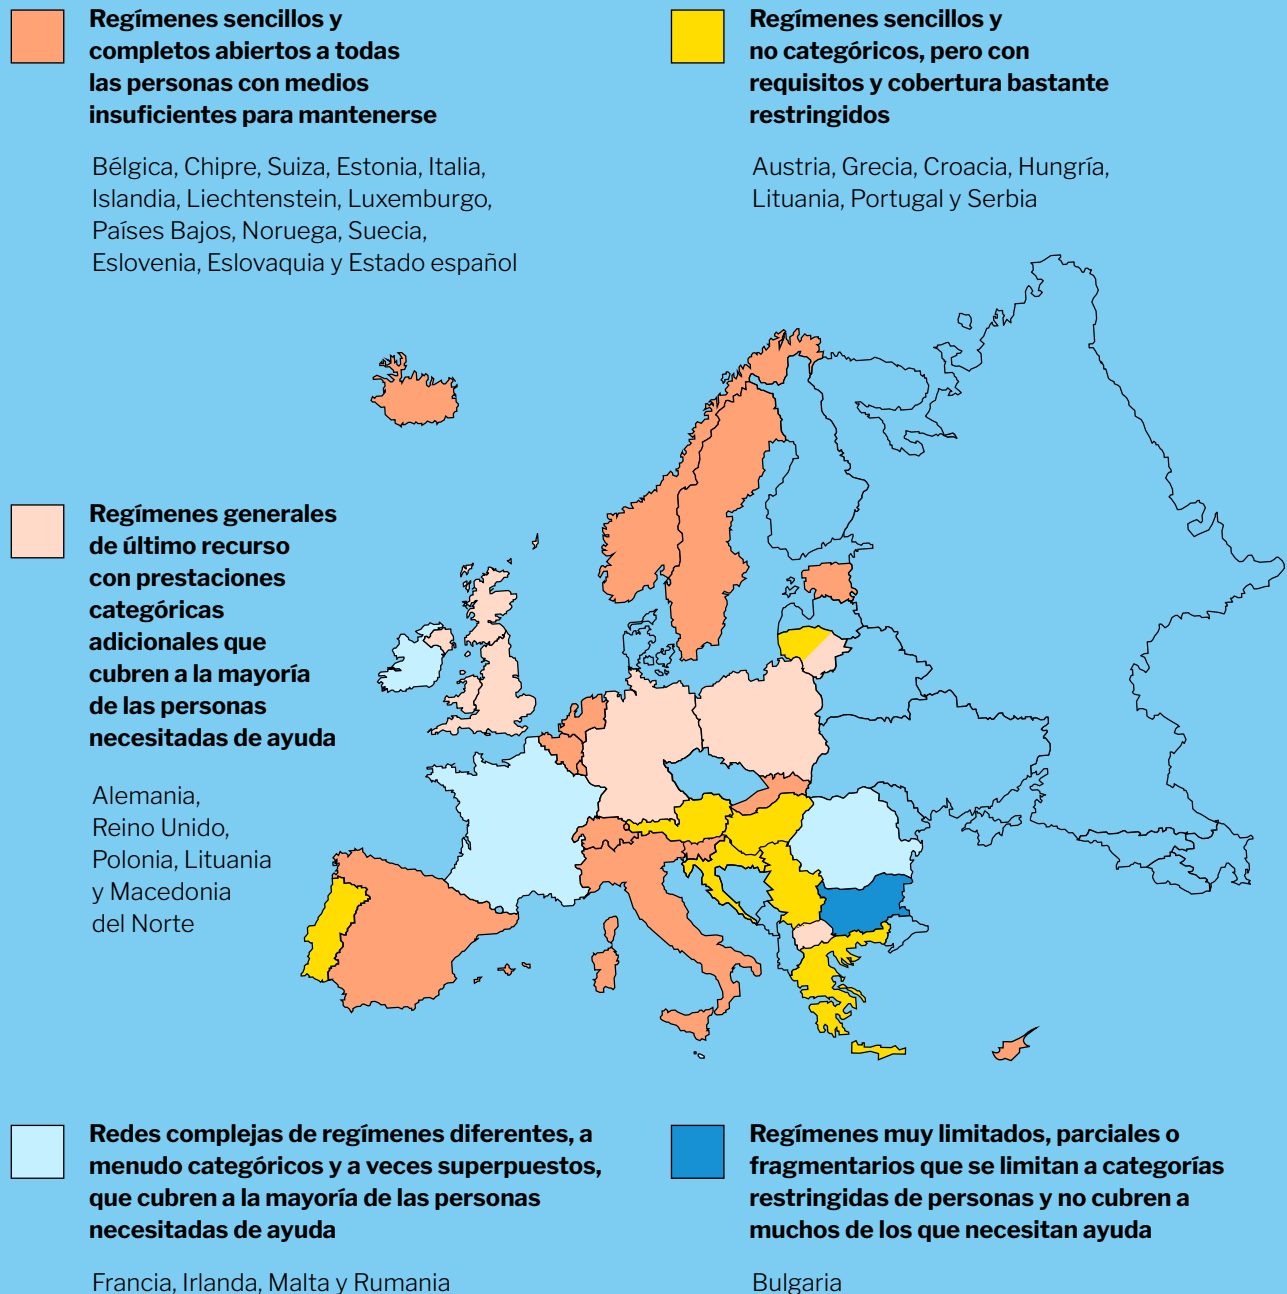 Regímenes sencillos y
completos abiertos a todas
las personas con medios
insuficientes para mantenerse
Bélgica, Chipre, Suiza, Estonia, Italia,
Islandia, Liechtenstein, Luxemburgo,
Países Bajos, Noruega, Suecia,
Eslovenia, Eslovaquia y Estado español
Regímenes sencillos y
no categóricos, pero con
requisitos y cobertura bastante
restringidos
Austria, Grecia, Croacia, Hungría,
Lituania, Portugal y Serbia
Regímenes generales
de último recurso
con prestaciones
categóricas
adicionales que
cubren a la mayoría
de las personas
necesitadas de ayuda
Alemania,
Reino Unido,
Polonia, Lituania
y Macedonia
del Norte
Redes complejas de regímenes diferentes, a
menudo categóricos y a veces superpuestos,
que cubren a la mayoría de las personas
necesitadas de ayuda
Francia, Irlanda, Malta y Rumania
Regímenes muy limitados, parciales o
fragmentarios que se limitan a categorías
restringidas de personas y no cubren a
muchos de los que necesitan ayuda
Bulgaria